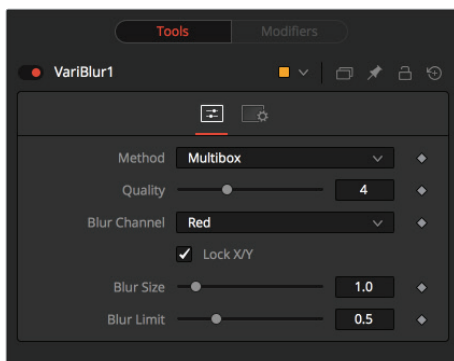 Tools Modifiers
VariBlur1
Method Multibox
Quality 4
Blur Channel Red
Lock X/Y
Blur Size 1.0
Blur Limit 0.5